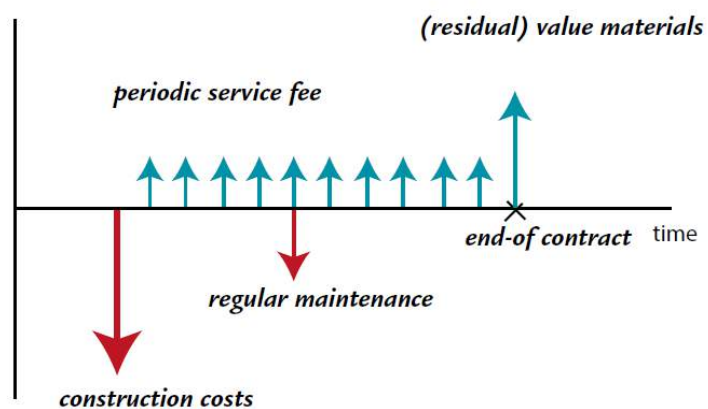 (residual) value materials
periodic service fee
end-of contract
time
regular maintenance
construction costs